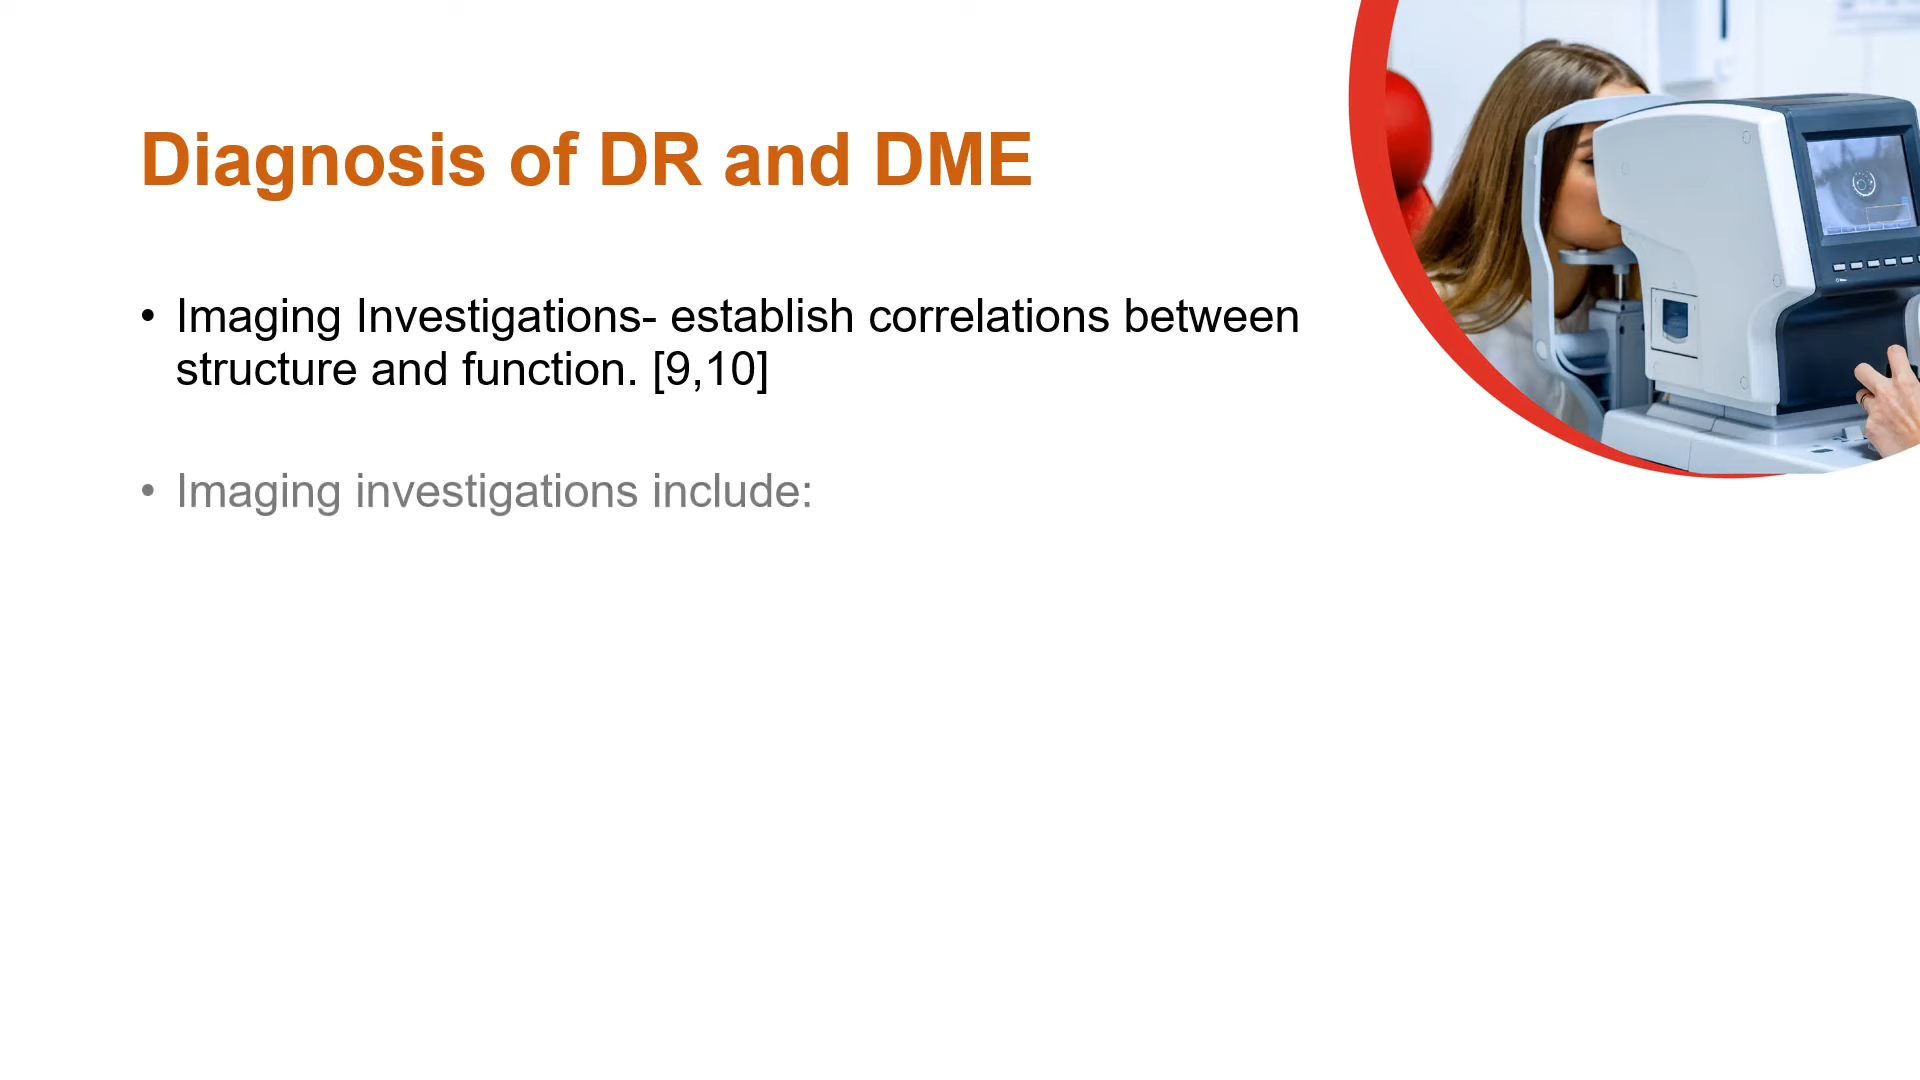 Diagnosis of DR and DME
• Imaging Investigations- establish correlations between
structure and function. [9,10]
• Imaging investigations include: